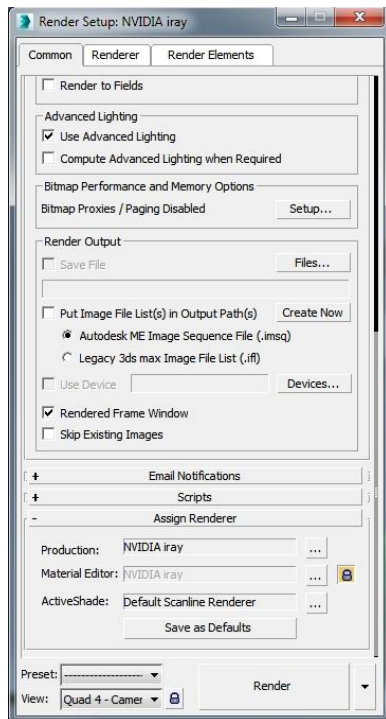 Render Setup: NVIDIA iray
Common Renderer Render Elements
Render to Fields
Advanced Lighting
Use Advanced Lighting
Compute Advanced Lighting when Required
Bitmap Performance and Memory Options
Bitmap Proxies / Paging Disabled Setup...
Render Output
Save File Files...
Put Image File List(s) in Output Path(s) Create Now
Autodesk ME Image Sequence File (.imsq)
Legacy 3ds max Image File List (.ifl)
Use Device Devices...
Rendered Frame Window
Skip Existing Images
+ Email Notifications
+ Scripts
- Assign Renderer
Production: NVIDIA iray ...
Material Editor: NVIDIA iray ...
ActiveShade: Default Scanline Renderer ...
Save as Defaults
Preset: -------------------
Render
View: Quad 4 - Camer